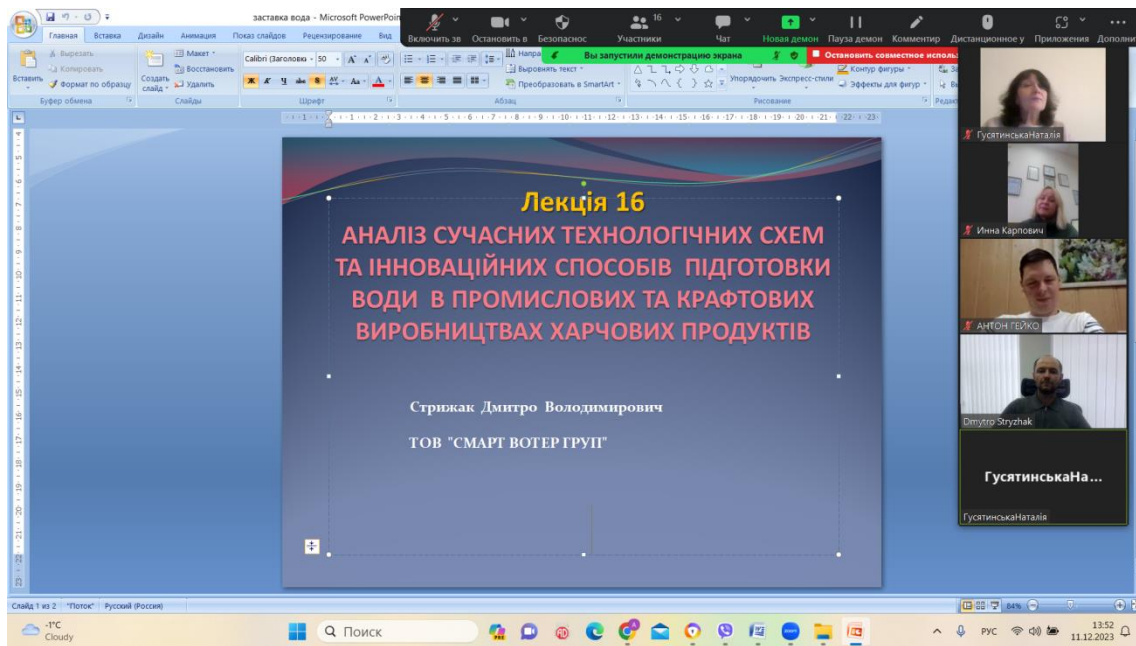 заставка вода - Microsoft PowerPoin
Включить зв
Остановить в
Безопаснос
16
Участники
Чат
Новая демон
Пауза демон
Комментир
Дистанционное у
Приложения
Дополни
Вы запустили демонстрацию экрана
Остановить совместное исполь
Главная Вставка Дизайн Анимация Показ слайдов Рецензирование Вид
Вставить
Вырезать
Копировать
Формат по образцу
Буфер обмена
Создать слайд
Макет
Восстановить
Удалить
Слайды
Calibri (Заголовки 50
Шрифт
Напра
Выровнять текст
Преобразовать в SmartArt
Абзац
Упорядочить Экспресс-стили
Контур фигуры
Эффекты для фигур
Рисование
Лекція 16
АНАЛІЗ СУЧАСНИХ ТЕХНОЛОГІЧНИХ СХЕМ
ТА ІННОВАЦІЙНИХ СПОСОБІВ ПІДГОТОВКИ
ВОДИ В ПРОМИСЛОВИХ ТА КРАФТОВИХ
ВИРОБНИЦТВАХ ХАРЧОВИХ ПРОДУКТІВ
Стрижак Дмитро Володимирович
ТОВ "СМАРТ ВОТЕР ГРУП"
ГусятинськаНаталія
Инна Карпович
АНТОН ГЕЙКО
Dmytro Stryzhak
ГусятинськаНа...
ГусятинськаНаталія
Слайд 1 из 2 "Поток" Русский (Россия)
64%
-1°C
Cloudy
Поиск
РУС
13:52
11.12.2023